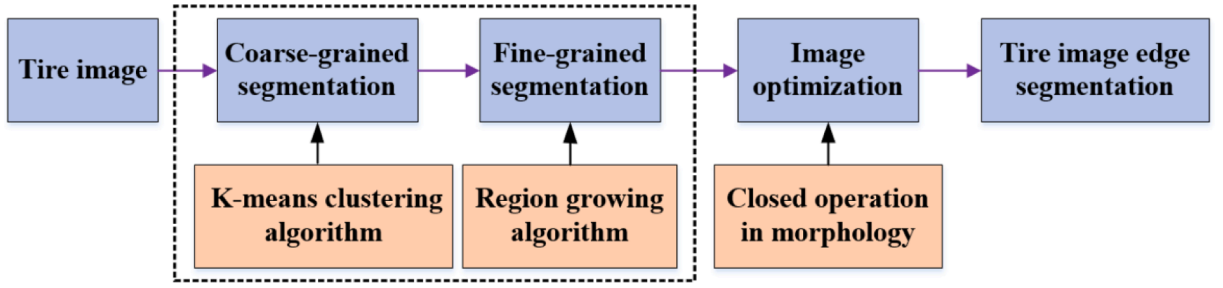 Tire image
Coarse-grained
segmentation
Fine-grained
segmentation
Image
optimization
Tire image edge
segmentation
K-means clustering
algorithm
Region growing
algorithm
Closed operation
in morphology